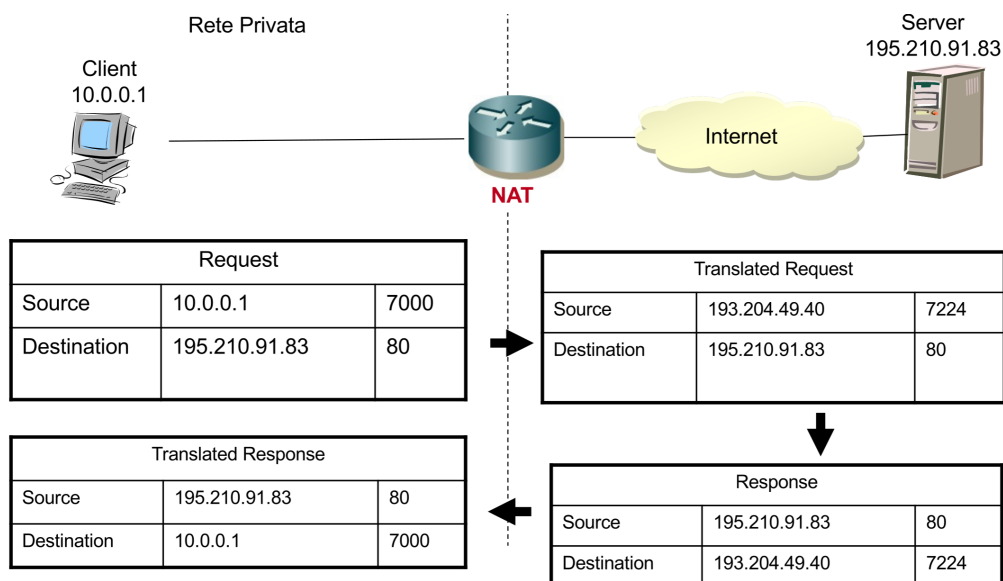 Rete Privata
Server
195.210.91.83
Client
10.0.0.1
Internet
NAT
Request
Source 10.0.0.1 7000
Destination 195.210.91.83 80
Translated Request
Source 193.204.49.40 7224
Destination 195.210.91.83 80
Translated Response
Source 195.210.91.83 80
Destination 10.0.0.1 7000
Response
Source 195.210.91.83 80
Destination 193.204.49.40 7224